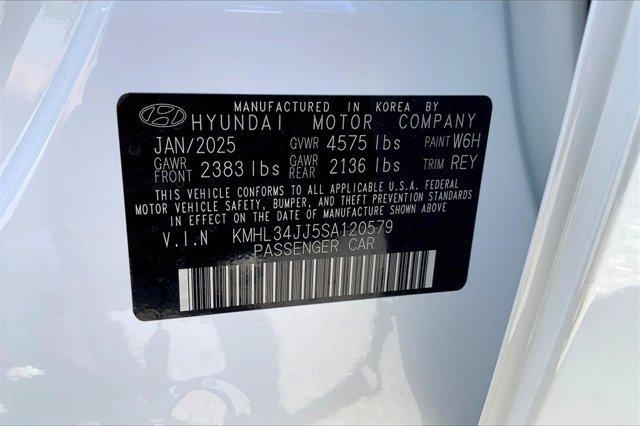 MANUFACTURED IN KOREA BY
HYUNDAI MOTOR COMPANY
JAN/2025 GVWR 4575 lbs PAINT W6H
GAWR FRONT 2383 lbs GAWR REAR 2136 lbs TRIM REY
THIS VEHICLE CONFORMS TO ALL APPLICABLE U.S.A. FEDERAL
MOTOR VEHICLE SAFETY, BUMPER, AND THEFT PREVENTION STANDARDS
IN EFFECT ON THE DATE OF MANUFACTURE SHOWN ABOVE
V.I.N KMHL34JJ5SA120579
PASSENGER CAR